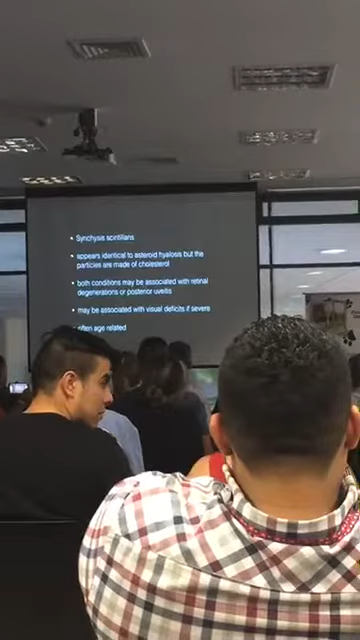 • Synchysis scintillans
• appears identical to asteroid hyalosis but the
particles are made of cholesterol
• both conditions may be associated with retinal
degenerations or posterior uveitis
• may be associated with visual deficits if severe
often age related